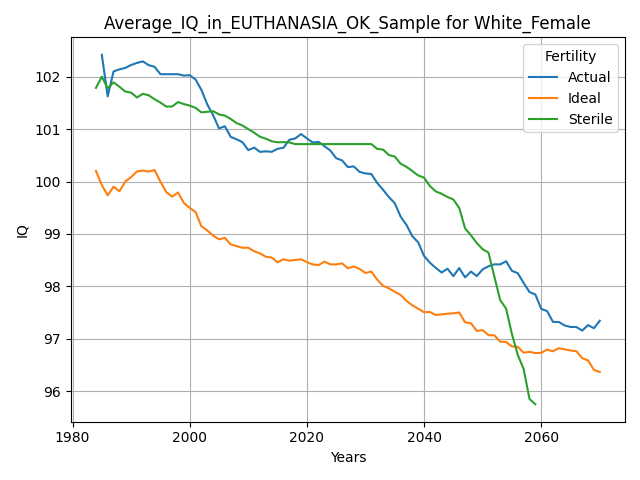 Average_IQ_in_EUTHANASIA_OK_Sample for White_Female
Fertility
Actual
Ideal
Sterile
IQ
102
101
100
99
98
97
96
1980
2000
2020
2040
2060
Years